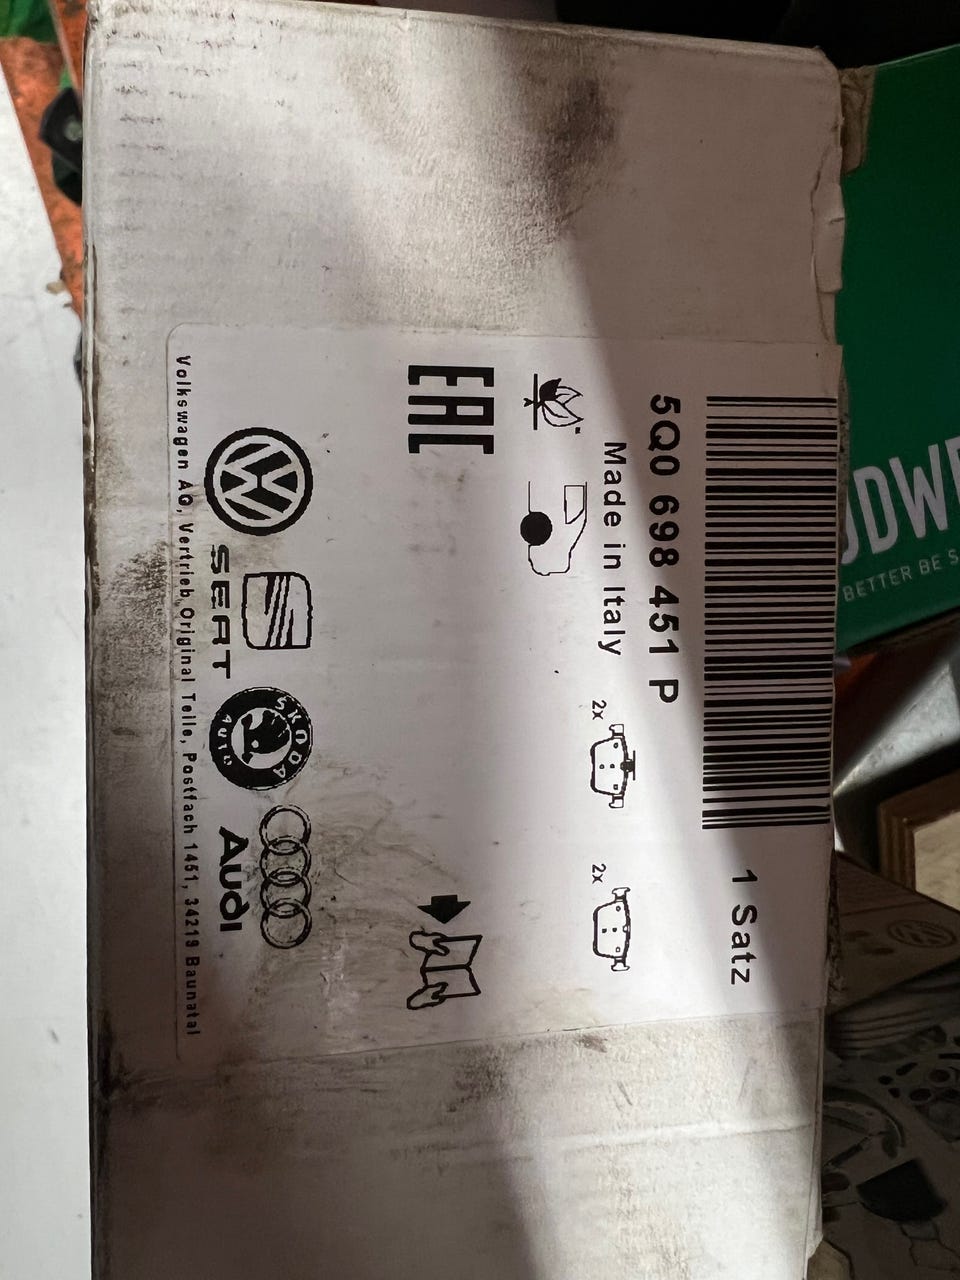 1 Satz
5Q0 698 451 P
Made in Italy
2x
2x
EAC
SEAT
SKODA
AUTO
Audi
Volkswagen AG, Vertrieb Original Teile, Postfach 1451, 34219 Baunatal
BETTER BE S